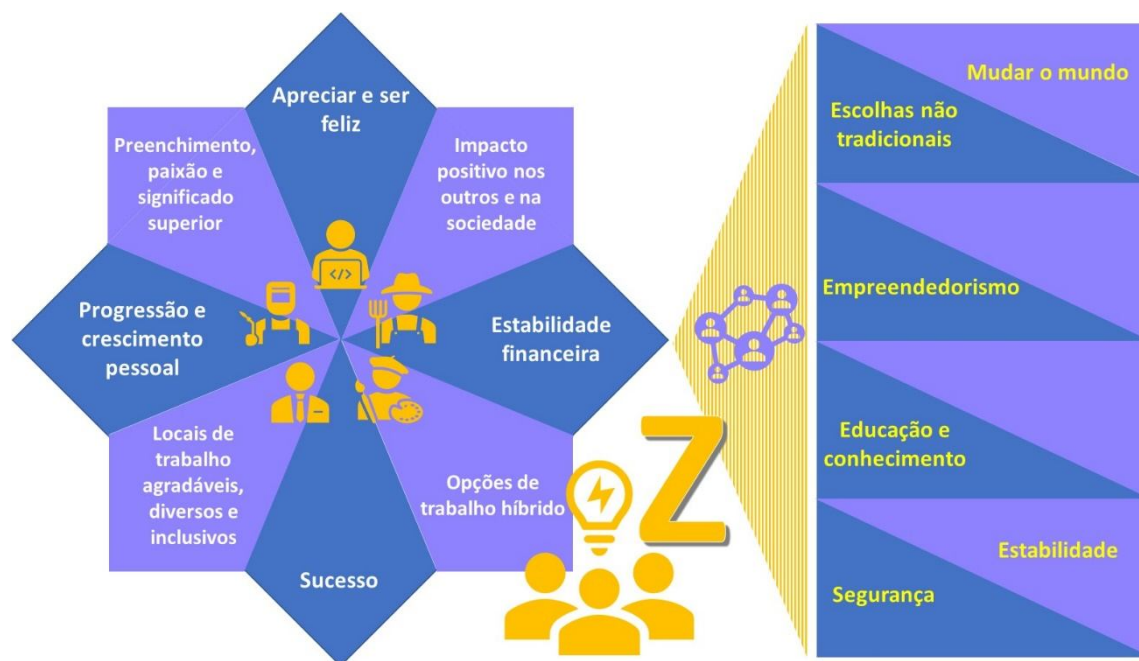 Apreciar e ser
feliz
Preenchimento,
paixão e
significado
superior
Impacto
positivo nos
outros e na
sociedade
Progressão e
crescimento
pessoal
</>
Estabilidade
financeira
Locais de
trabalho
agradáveis,
diversos e
inclusivos
Opções de
trabalho híbrido
Sucesso
Z
Mudar o mundo
Escolhas não
tradicionais
Empreendedorismo
Educação e
conhecimento
Estabilidade
Segurança